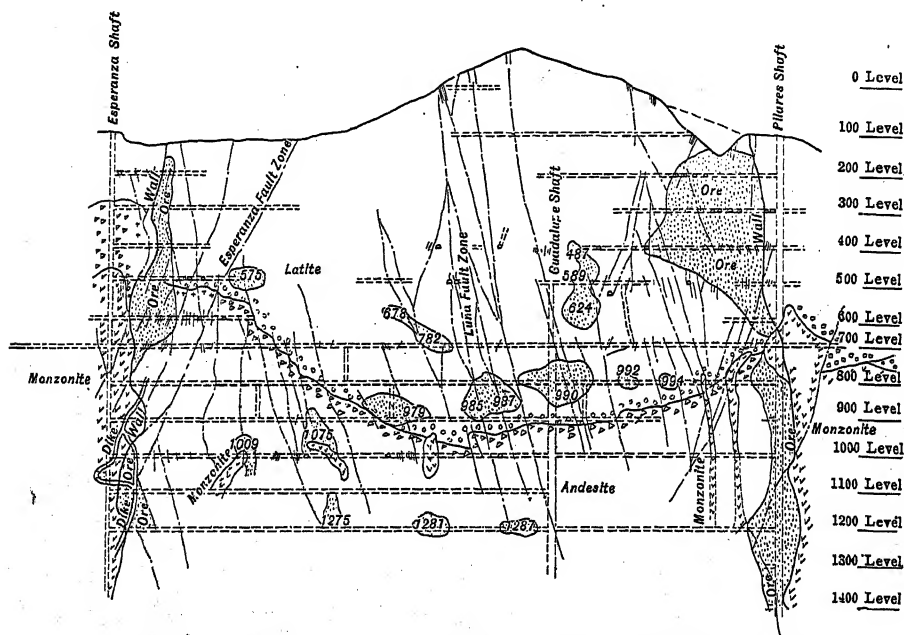 Esperanza Shaft
Pilares Shaft
0 Level
100 Level
200 Level
300 Level
400 Level
500 Level
600 Level
700 Level
800 Level
900 Level
1000 Level
1100 Level
1200 Level
1300 Level
1400 Level
Wall
Ore
Ore
Esperanza Fault Zone
575
Latite
678
782
Luna Fault Zone
Guadalupe Shaft
487
569
624
Ore
Ore
Wall
Monzonite
979
985
987
990
992
994
Dike
Wall
Ore
Dike
Ore
Monzonite
1009
1075
1275
1281
1287
Andesite
Monzonite
Ore
Monzonite
Ore